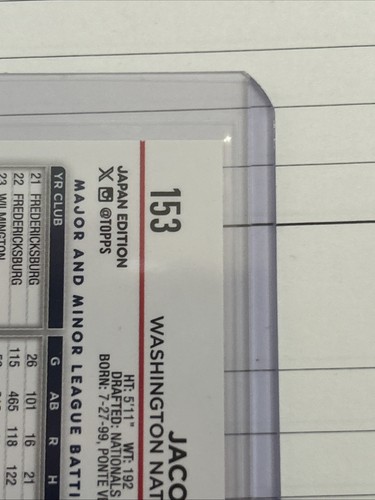 153
JACO
WASHINGTON NAT
JAPAN EDITION
@TOPPS
HT: 5'11" WT: 192
DRAFTED: NATIONALS
BORN: 7-27-99, PONTE V
MAJOR AND MINOR LEAGUE BATTI
YR CLUB G AB R H
21 FREDERICKSBURG 26 101 16 21
22 FREDERICKSBURG 115 465 118 122
23 WILMINGTON